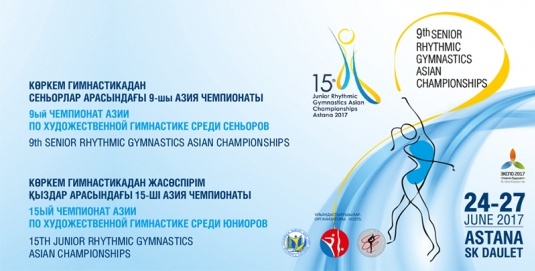 КӨРКЕМ ГИМНАСТИКАДАН
СЕНЬОРЛАР АРАСЫНДАҒЫ 9-шы АЗИЯ ЧЕМПИОНАТЫ
9ый ЧЕМПИОНАТ АЗИИ
ПО ХУДОЖЕСТВЕННОЙ ГИМНАСТИКЕ СРЕДИ СЕНЬОРОВ
9th SENIOR RHYTHMIC GYMNASTICS ASIAN CHAMPIONSHIPS
КӨРКЕМ ГИМНАСТИКАДАН ЖАСӨСПІРІМ
ҚЫЗДАР АРАСЫНДАҒЫ 15-ШІ АЗИЯ ЧЕМПИОНАТЫ
15ЫЙ ЧЕМПИОНАТ АЗИИ
ПО ХУДОЖЕСТВЕННОЙ ГИМНАСТИКЕ СРЕДИ ЮНИОРОВ
15TH JUNIOR RHYTHMIC GYMNASTICS
ASIAN CHAMPIONSHIPS
15th
Junior Rhythmic
Gymnastics Asian
Championships
Astana 2017
9th SENIOR
RHYTHMIC
GYMNASTICS
ASIAN
CHAMPIONSHIPS
ЭКСПО 2017
24-27
JUNE 2017
ASTANA
SK DAULET